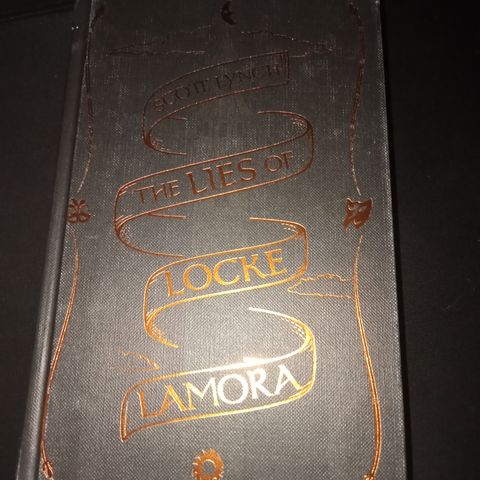 SCOTT LYNCH
THE LIES OF
LOCKE
LAMORA